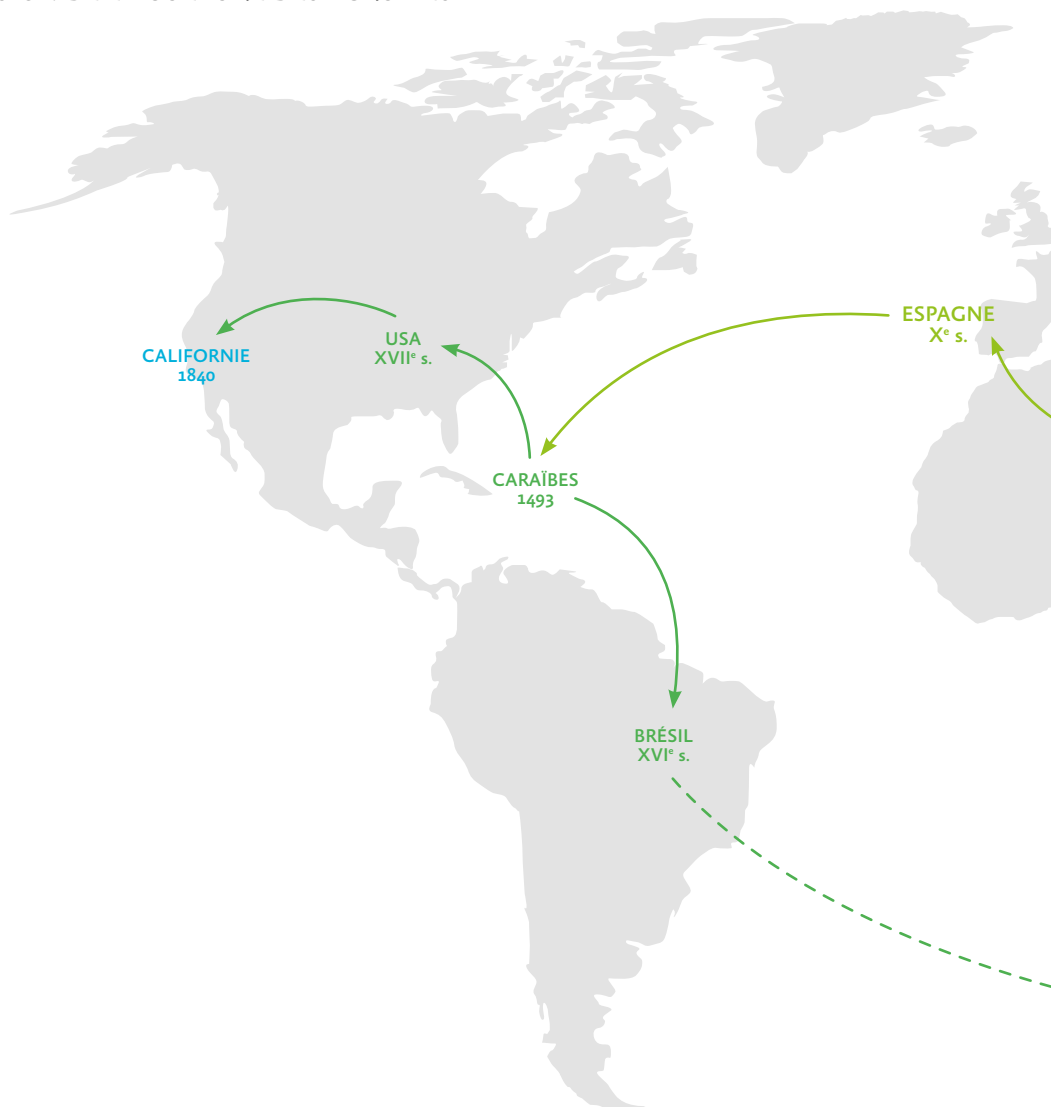 ESPAGNE
Xᵉ s.
USA
XVIIᵉ s.
CALIFORNIE
1840
CARAÏBES
1493
BRÉSIL
XVIᵉ s.